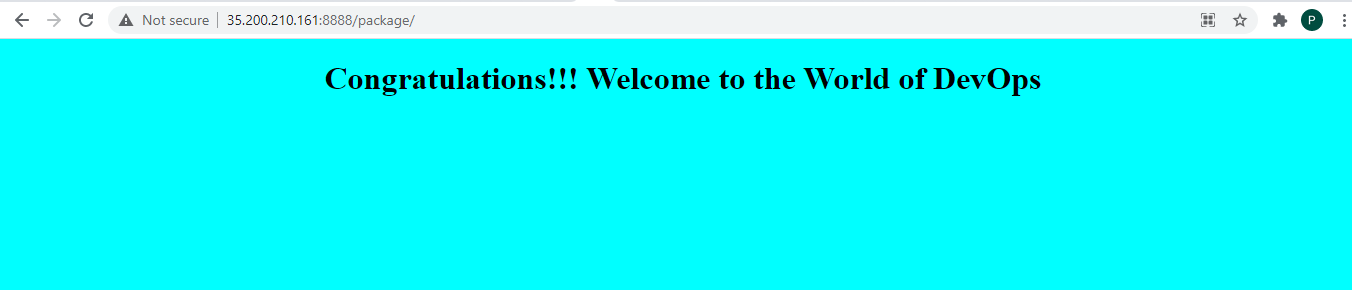 Not secure 35.200.210.161:8888/package/
P
Congratulations!!! Welcome to the World of DevOps